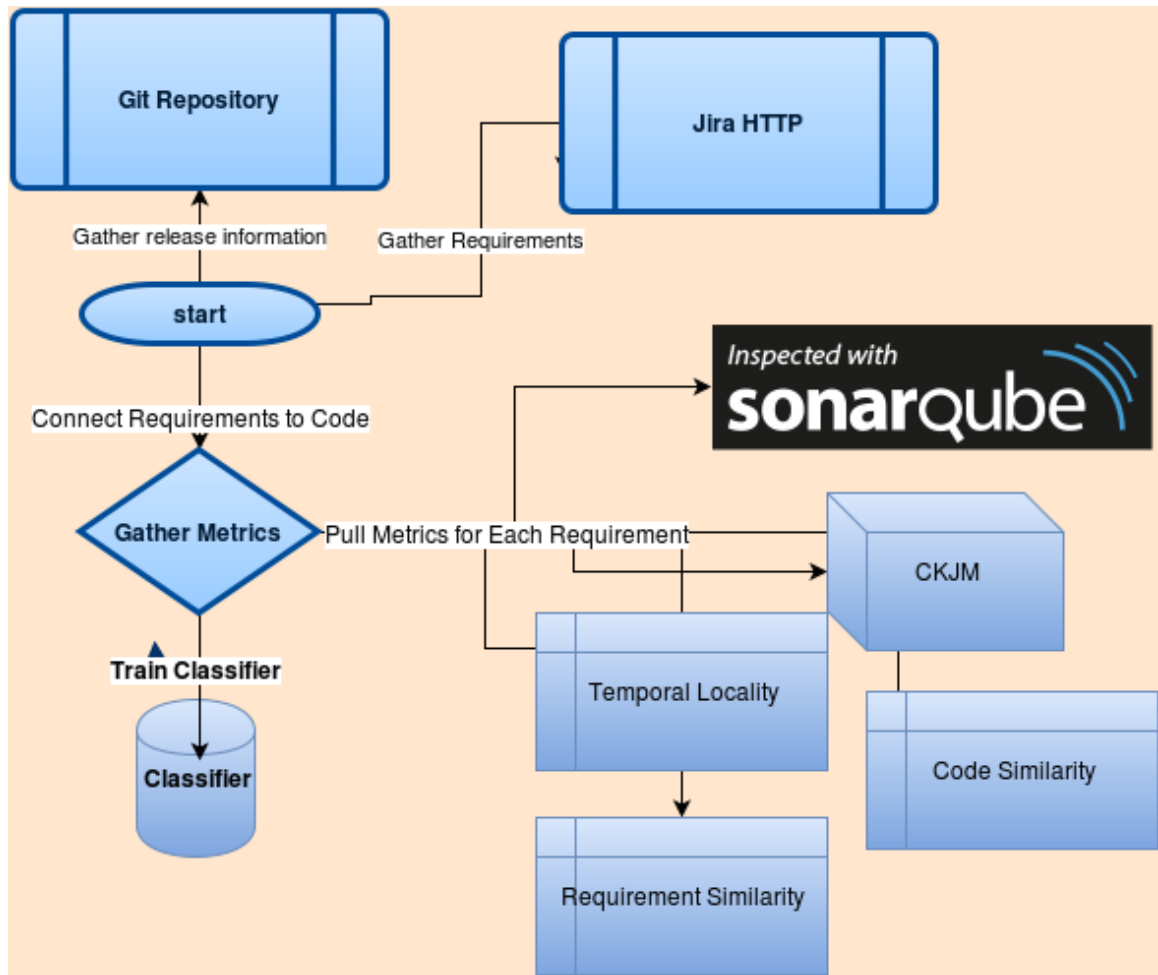 Git Repository
Jira HTTP
Gather release information
Gather Requirements
start
Inspected with
sonarqube
Connect Requirements to Code
Gather Metrics
Pull Metrics for Each Requirement
CKJM
Train Classifier
Temporal Locality
Classifier
Code Similarity
Requirement Similarity